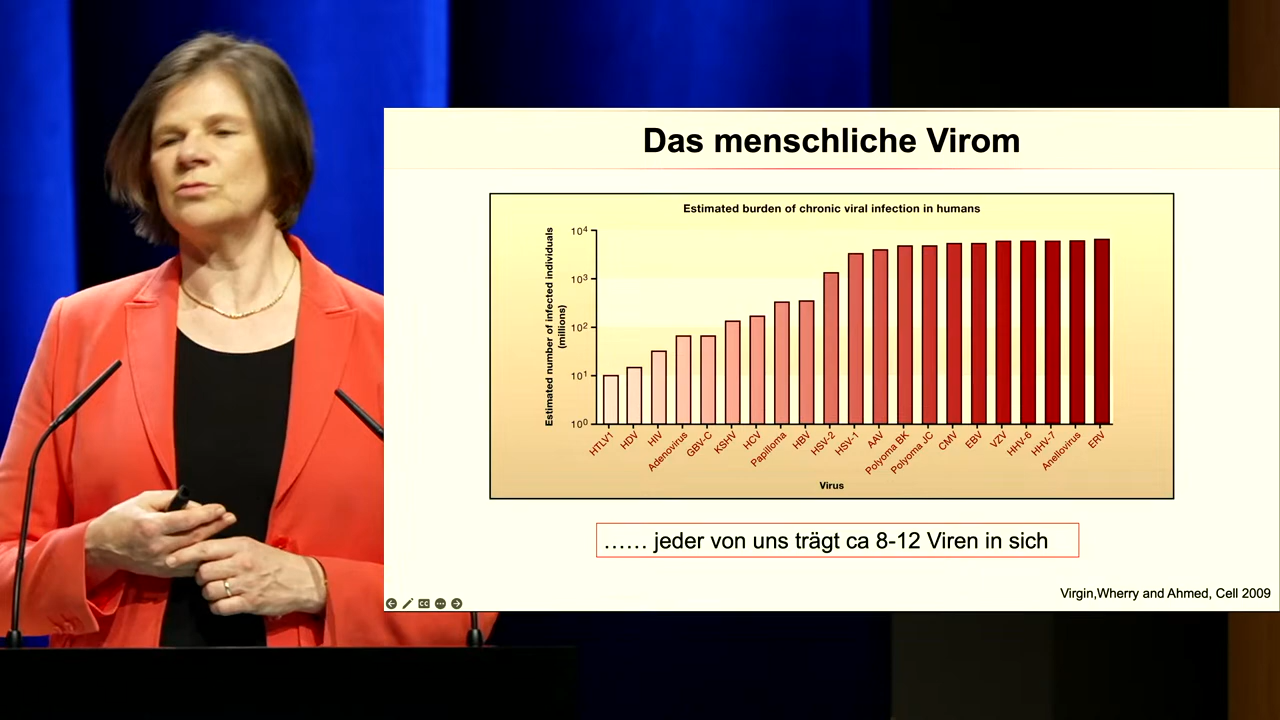 Das menschliche Virom
Estimated burden of chronic viral infection in humans
Estimated number of infected individuals
(millions)
10⁴
10³
10²
10¹
10⁰
HTLV1
HDV
HIV
Adenovirus
GBV-C
KSHV
HCV
Papilloma
HBV
HSV-2
HSV-1
AAV
Polyoma BK
Polyoma JC
CMV
EBV
VZV
HHV-6
HHV-7
Anellovirus
ERV
Virus
…… jeder von uns trägt ca 8-12 Viren in sich
Virgin,Wherry and Ahmed, Cell 2009
CC